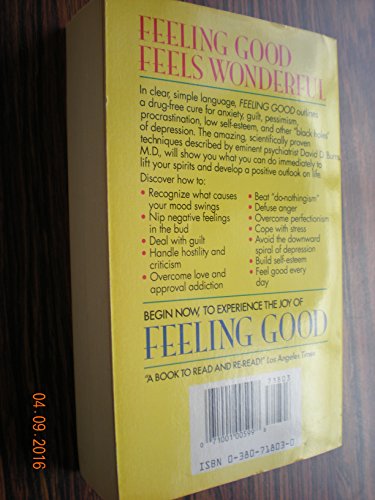 FEELING GOOD
FEELS WONDERFUL
In clear, simple language, FEELING GOOD outlines
a drug-free cure for anxiety, guilt, pessimism,
procrastination, low self-esteem, and other "black holes"
of depression. The amazing, scientifically proven
techniques described by eminent psychiatrist David D. Burns,
M.D., will show you what you can do immediately to
lift your spirits and develop a positive outlook on life.
Discover how to:
• Recognize what causes
your mood swings
• Nip negative feelings
in the bud
• Deal with guilt
• Handle hostility and
criticism
• Overcome love and
approval addiction
• Beat "do-nothingism"
• Defuse anger
• Overcome perfectionism
• Cope with stress
• Avoid the downward
spiral of depression
• Build self-esteem
• Feel good every
day
BEGIN NOW, TO EXPERIENCE THE JOY OF
FEELING GOOD
"A BOOK TO READ AND RE-READ!" Los Angeles Times
71803
0 71001 00599 8
ISBN 0-380-71803-0
04.09.2016